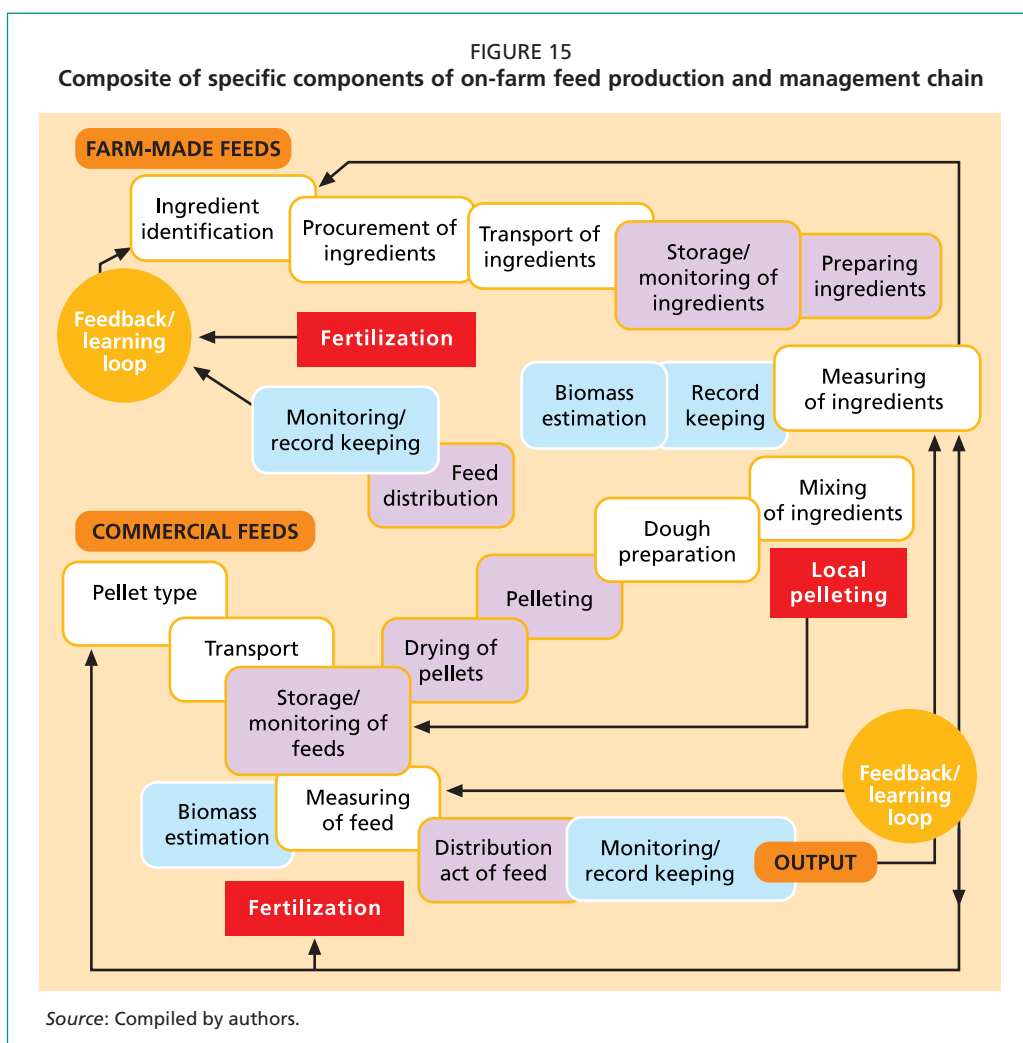 FIGURE 15
Composite of specific components of on-farm feed production and management chain
FARM-MADE FEEDS
Ingredient
identification
Procurement of
ingredients
Transport of
ingredients
Storage/
monitoring of
ingredients
Preparing
ingredients
Feedback/
learning
loop
Fertilization
Biomass
estimation
Record
keeping
Measuring
of ingredients
Monitoring/
record keeping
Feed
distribution
Mixing
of ingredients
Dough
preparation
COMMERCIAL FEEDS
Local
pelleting
Pellet type
Pelleting
Transport
Drying of
pellets
Storage/
monitoring of
feeds
Feedback/
learning
loop
Biomass
estimation
Measuring
of feed
Distribution
act of feed
Monitoring/
record keeping
OUTPUT
Fertilization
Source: Compiled by authors.